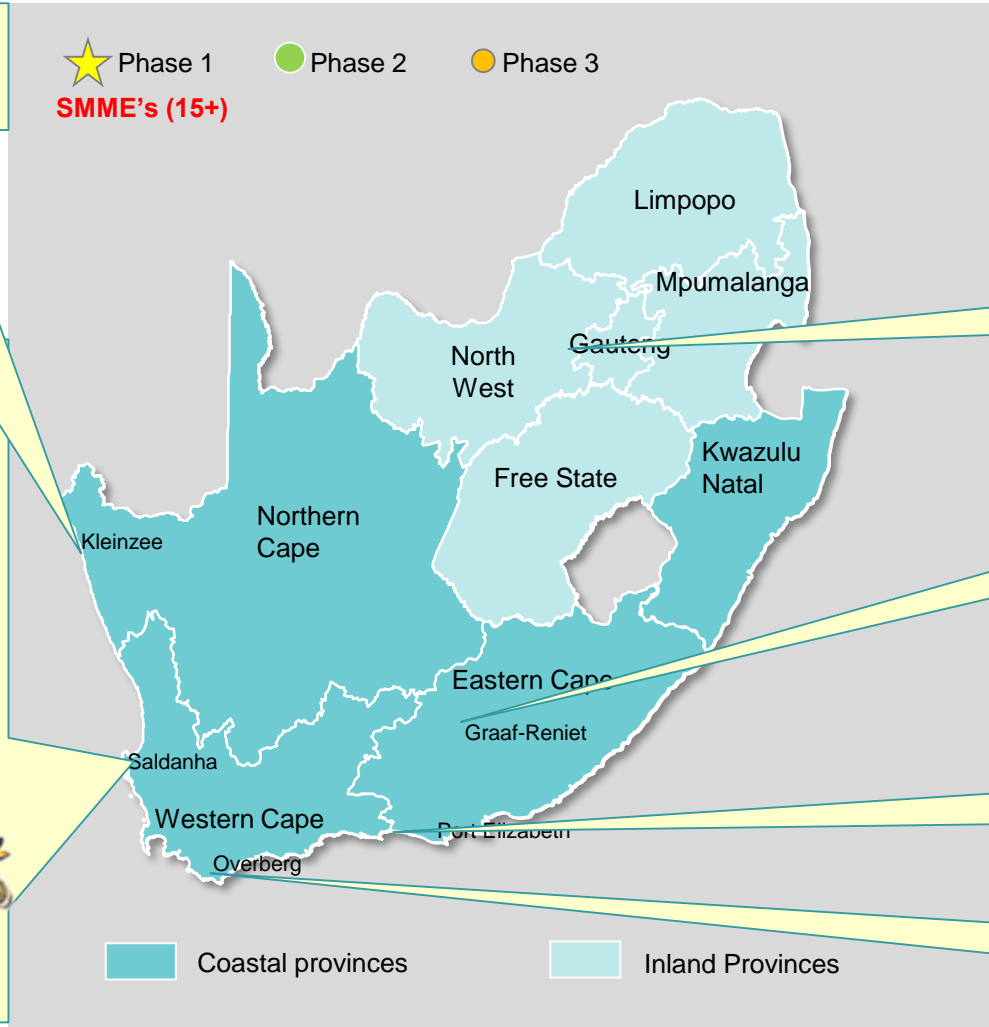 Phase 1
Phase 2
Phase 3
SMME's (15+)
Limpopo
Mpumalanga
Gauteng
North
West
Kwazulu
Natal
Free State
Northern
Cape
Kleinzee
Eastern Cape
Graaf-Reniet
Saldanha
Western Cape
Port Elizabeth
Overberg
Coastal provinces
Inland Provinces